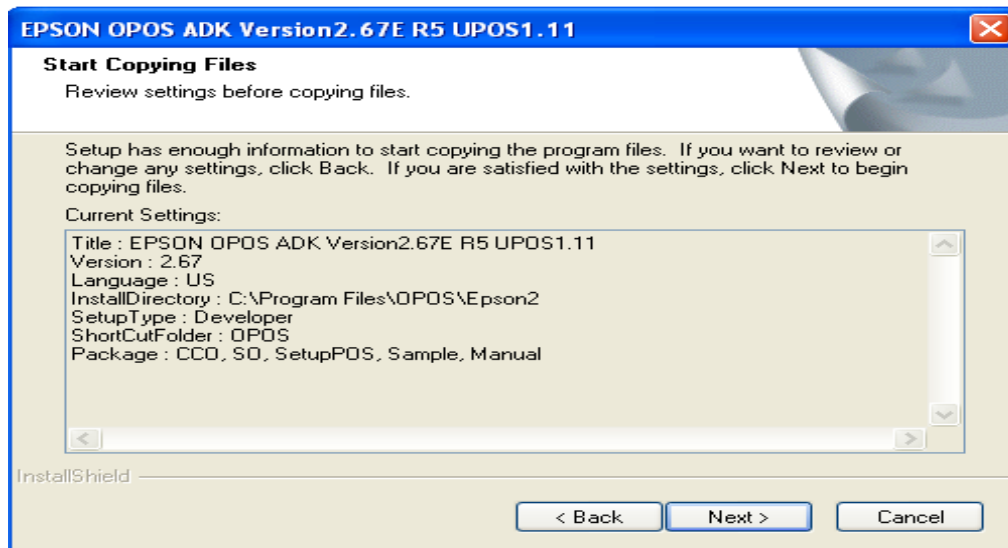 EPSON OPOS ADK Version2.67E R5 UPOS1.11
Start Copying Files
Review settings before copying files.
Setup has enough information to start copying the program files. If you want to review or
change any settings, click Back. If you are satisfied with the settings, click Next to begin
copying files.
Current Settings:
Title : EPSON OPOS ADK Version2.67E R5 UPOS1.11
Version : 2.67
Language : US
InstallDirectory : C:\Program Files\OPOS\Epson2
SetupType : Developer
ShortCutFolder : OPOS
Package : CCO, SO, SetupPOS, Sample, Manual
InstallShield
< Back
Next >
Cancel